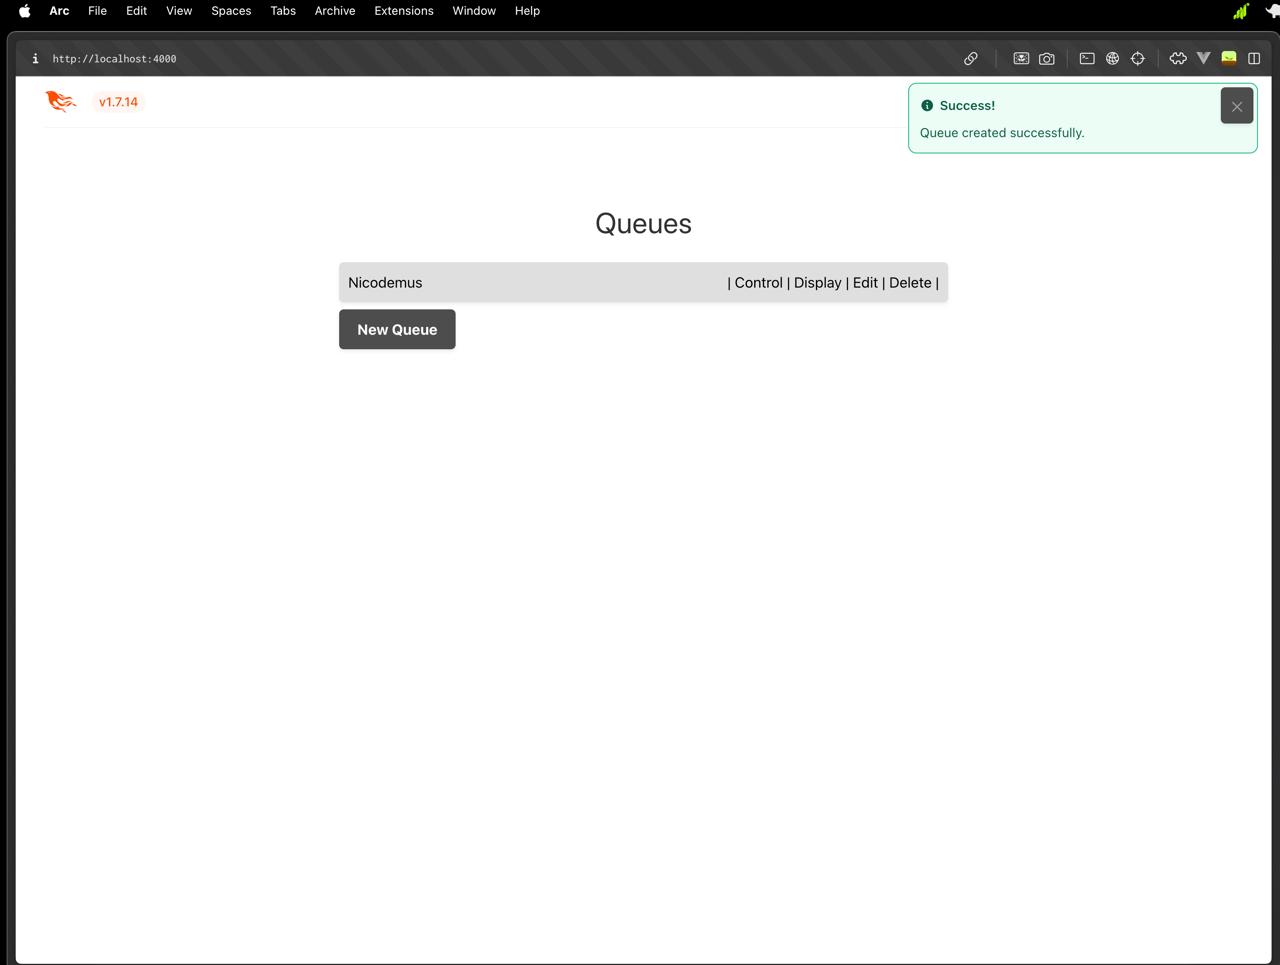 Arc File Edit View Spaces Tabs Archive Extensions Window Help
http://localhost:4000
v1.7.14
Success!
Queue created successfully.
Queues
Nicodemus | Control | Display | Edit | Delete |
New Queue